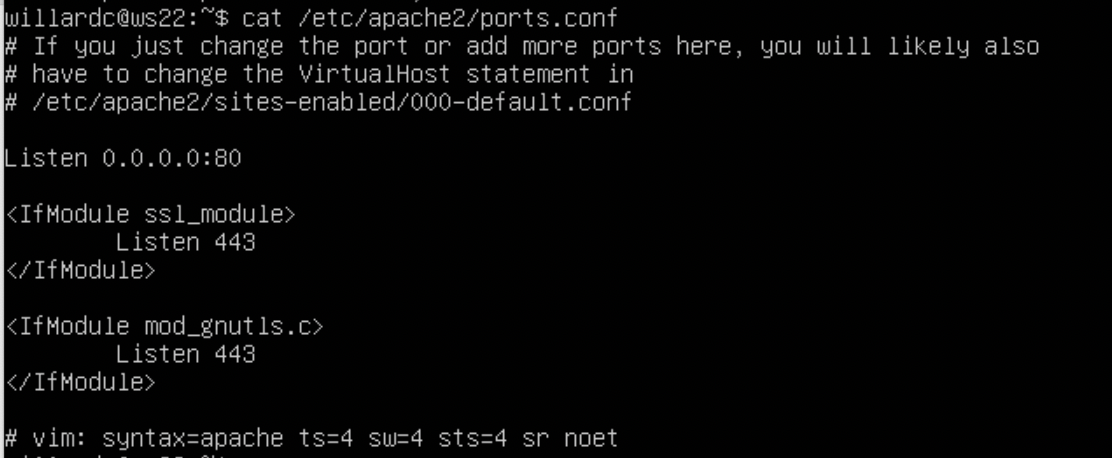 willardc@ws22:~$ cat /etc/apache2/ports.conf
# If you just change the port or add more ports here, you will likely also
# have to change the VirtualHost statement in
# /etc/apache2/sites-enabled/000-default.conf
Listen 0.0.0.0:80
<IfModule ssl_module>
        Listen 443
</IfModule>
<IfModule mod_gnutls.c>
        Listen 443
</IfModule>
# vim: syntax=apache ts=4 sw=4 sts=4 sr noet